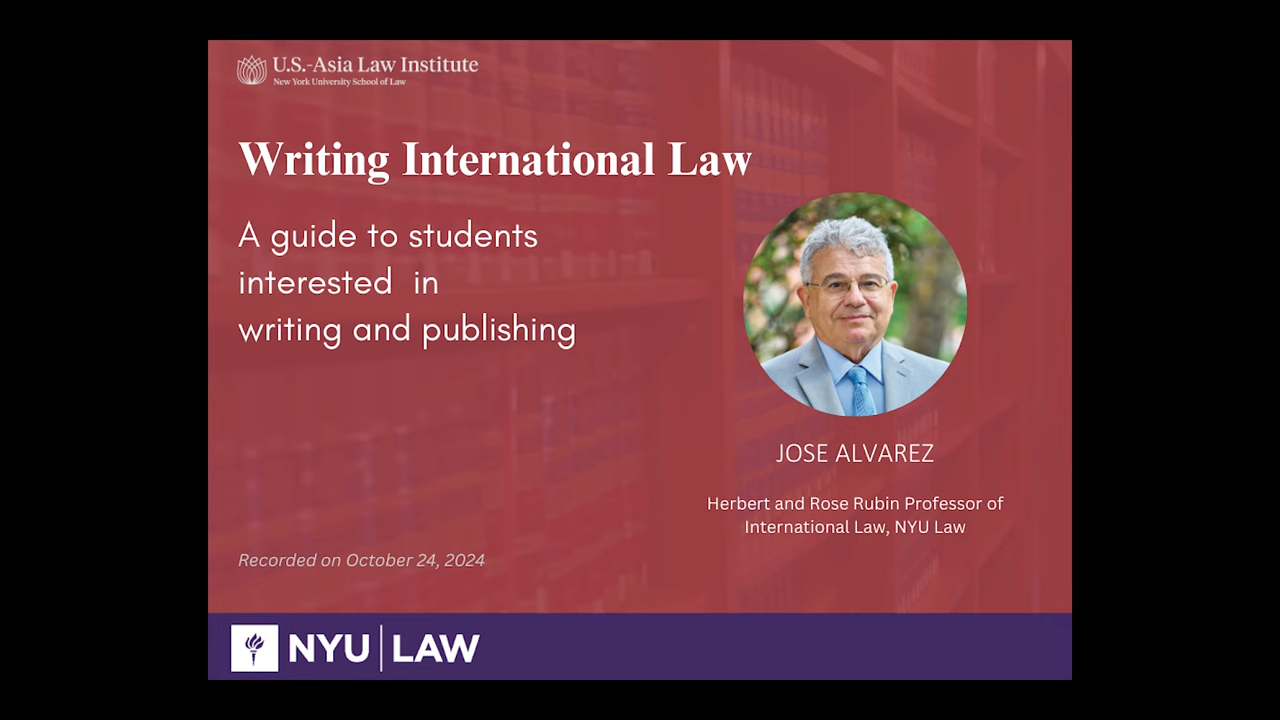 U.S.-Asia Law Institute
New York University School of Law
Writing International Law
A guide to students
interested in
writing and publishing
JOSE ALVAREZ
Herbert and Rose Rubin Professor of
International Law, NYU Law
Recorded on October 24, 2024
NYU | LAW